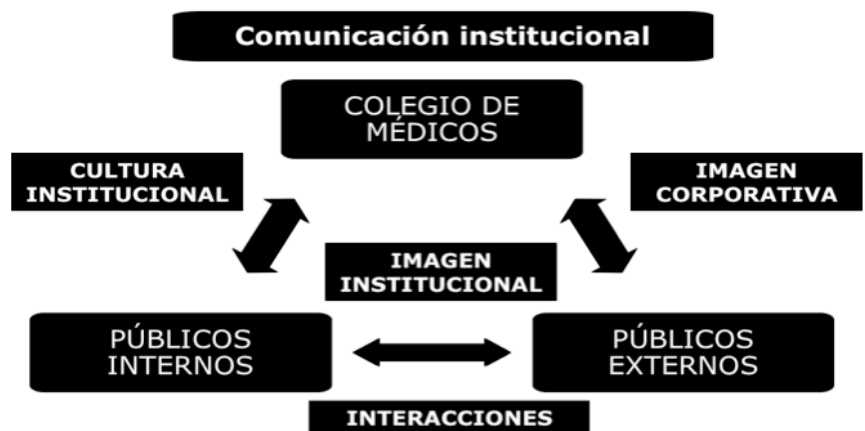 Comunicación institucional
COLEGIO DE
MÉDICOS
CULTURA
INSTITUCIONAL
IMAGEN
CORPORATIVA
IMAGEN
INSTITUCIONAL
PÚBLICOS
INTERNOS
PÚBLICOS
EXTERNOS
INTERACCIONES